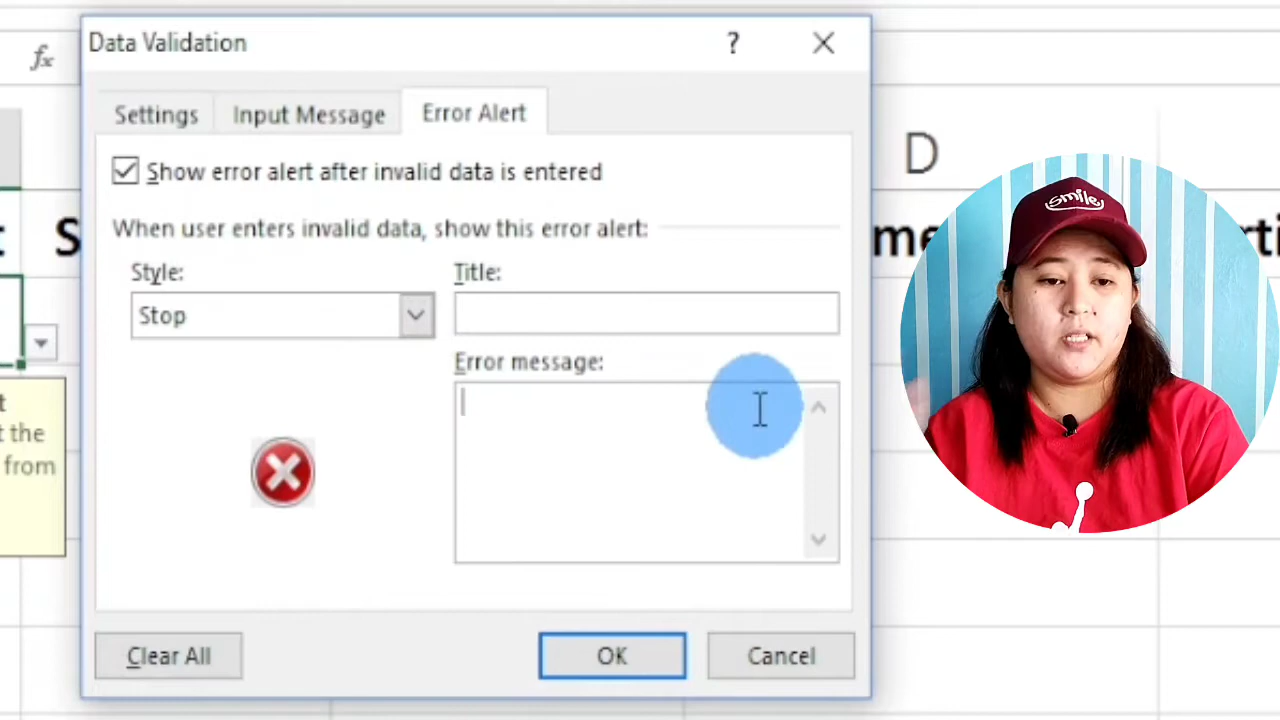 Data Validation ?
fx
Settings Input Message Error Alert
Show error alert after invalid data is entered
D
smile
When user enters invalid data, show this error alert:
Style: Title:
Stop
Error message:
t the
from
Clear All OK Cancel